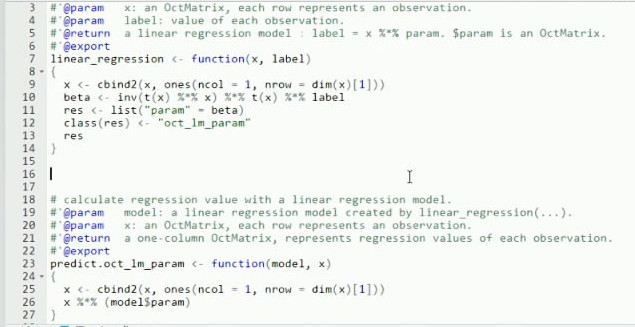 3 #'@param x: an OctMatrix, each row represents an observation.
4 #'@param label: value of each observation.
5 #'@return a linear regression model : label = x %*% param. $param is an OctMatrix.
6 #'@export
7 linear_regression <- function(x, label)
8 {
9 x <- cbind2(x, ones(ncol = 1, nrow = dim(x)[1]))
10 beta <- inv(t(x) %*% x) %*% t(x) %*% label
11 res <- list("param" = beta)
12 class(res) <- "oct_lm_param"
13 res
14 }
15
16
17
18 # calculate regression value with a linear regression model.
19 #'@param model: a linear regression model created by linear_regression(...).
20 #'@param x: an OctMatrix, each row represents an observation.
21 #'@return a one-column OctMatrix, represents regression values of each observation.
22 #'@export
23 predict.oct_lm_param <- function(model, x)
24 {
25 x <- cbind2(x, ones(ncol = 1, nrow = dim(x)[1]))
26 x %*% (model$param)
27 }